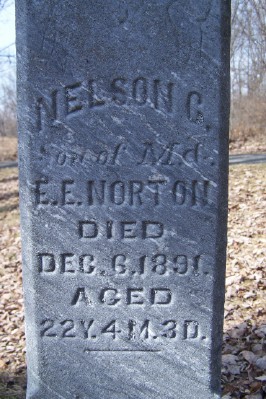 NELSON G.
Son of M. &
E. E. NORTON
DIED
DEC. 6. 1891.
AGED
22Y. 4M. 3D.